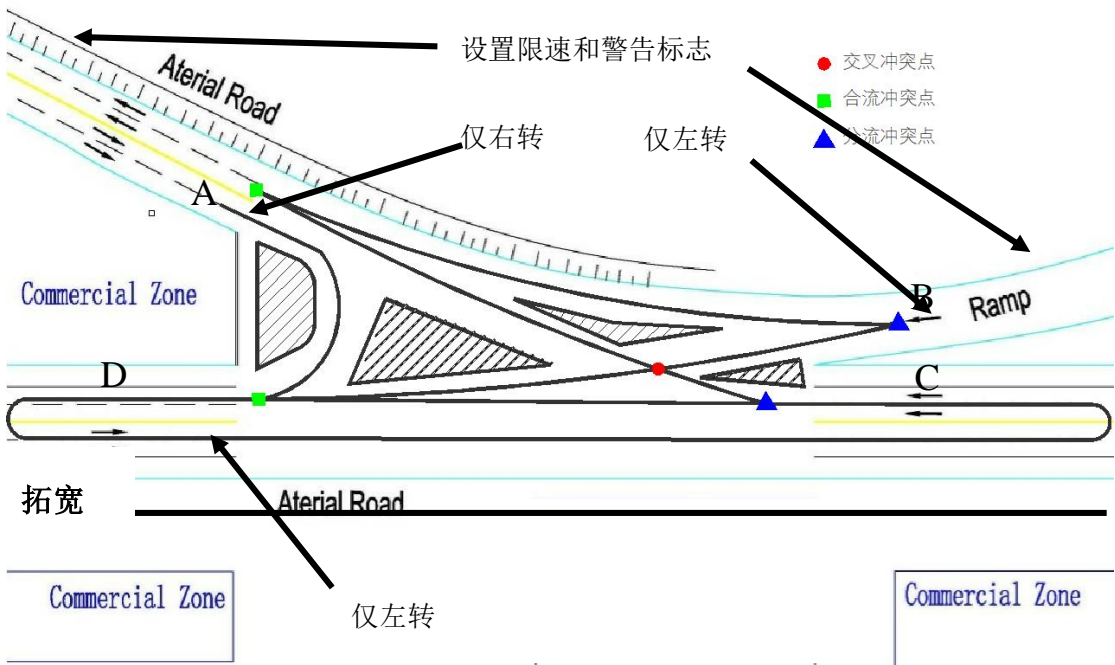 设置限速和警告标志
Aterial Road
交叉冲突点
合流冲突点
分流冲突点
仅右转
仅左转
A
B
Ramp
Commercial Zone
D
C
拓宽
Aterial Road
Commercial Zone
Commercial Zone
仅左转